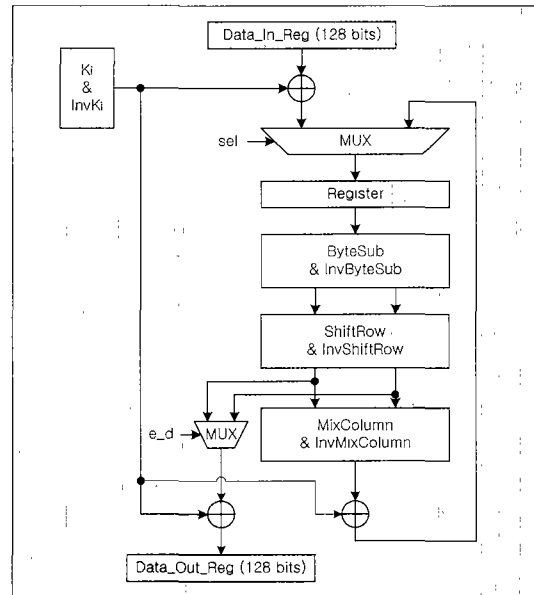 Data_In_Reg (128 bits)
Ki
&
InvKi
sel
MUX
Register
ByteSub
& InvByteSub
ShiftRow
& InvShiftRow
e_d
MUX
MixColumn
& InvMixColumn
Data_Out_Reg (128 bits)